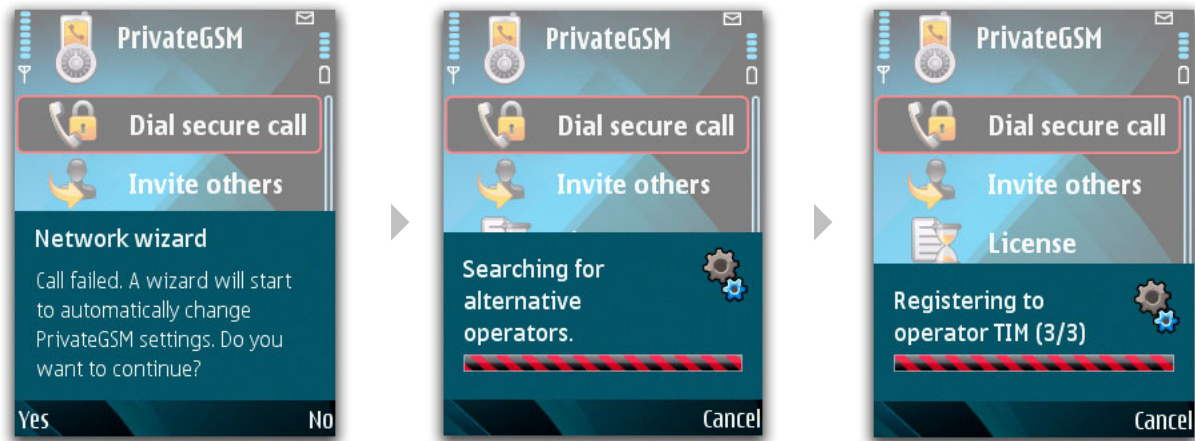 PrivateGSM
Dial secure call
Invite others
Network wizard
Call failed. A wizard will start
to automatically change
PrivateGSM settings. Do you
want to continue?
Yes
No
PrivateGSM
Dial secure call
Invite others
Searching for
alternative
operators.
Cancel
PrivateGSM
Dial secure call
Invite others
License
Registering to
operator TIM (3/3)
Cancel